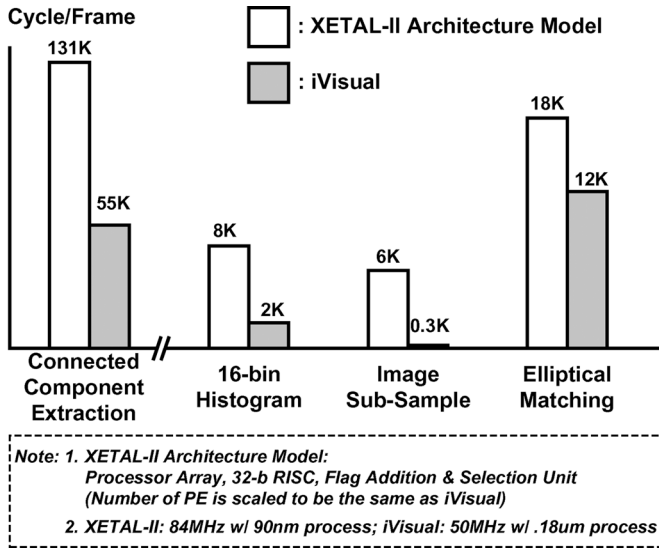 Cycle/Frame
: XETAL-II Architecture Model
: iVisual
131K
55K
8K
2K
6K
0.3K
18K
12K
Connected
Component
Extraction
16-bin
Histogram
Image
Sub-Sample
Elliptical
Matching
Note: 1. XETAL-II Architecture Model:
Processor Array, 32-b RISC, Flag Addition & Selection Unit
(Number of PE is scaled to be the same as iVisual)
2. XETAL-II: 84MHz w/ 90nm process; iVisual: 50MHz w/ .18um process